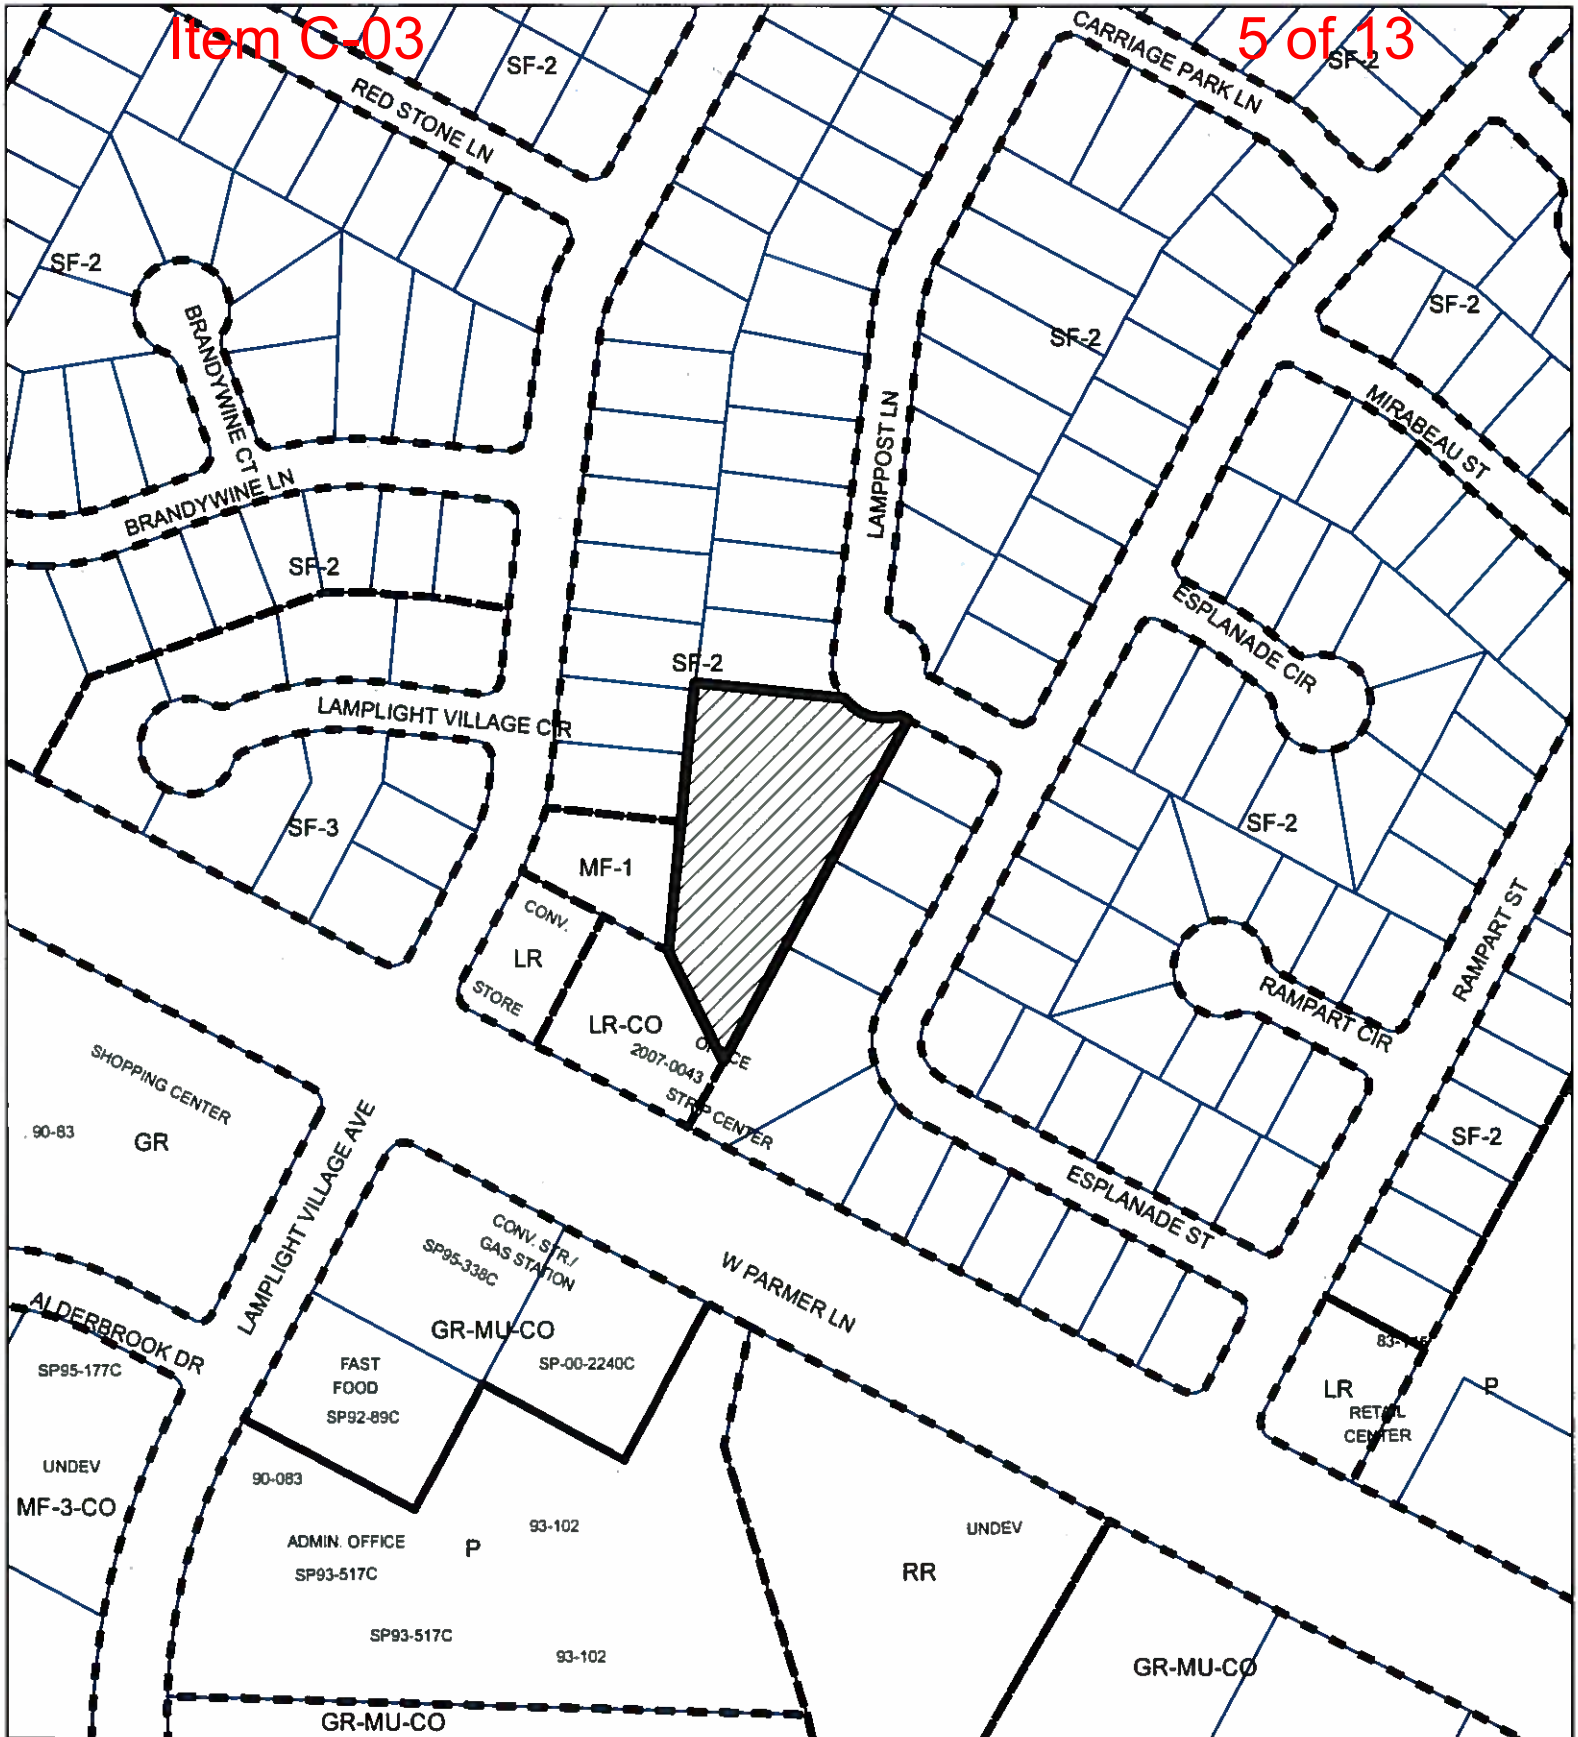 Item C-03
5 of 13
CARRIAGE PARK LN
SF-2
SF-2
RED STONE LN
SF-2
SF-2
BRANDYWINE CT
SF-2
MIRABEAU ST
LAMPPOST LN
BRANDYWINE LN
SF-2
ESPLANADE CIR
SF-2
LAMPLIGHT VILLAGE CIR
SF-3
SF-2
MF-1
CONV.
LR
STORE
RAMPART ST
RAMPART CIR
LR-CO
2007-0043
STRIP CENTER
SHOPPING CENTER
90-83
GR
SF-2
LAMPLIGHT VILLAGE AVE
ESPLANADE ST
CONV. STR./
GAS STATION
SP95-338C
W PARMER LN
ALDERBROOK DR
GR-MU-CO
SP95-177C
FAST
FOOD
SP92-89C
SP-00-2240C
LR
P
RETAIL
CENTER
UNDEV
MF-3-CO
90-083
ADMIN. OFFICE
SP93-517C
P
93-102
UNDEV
RR
SP93-517C
93-102
GR-MU-CO
GR-MU-CO